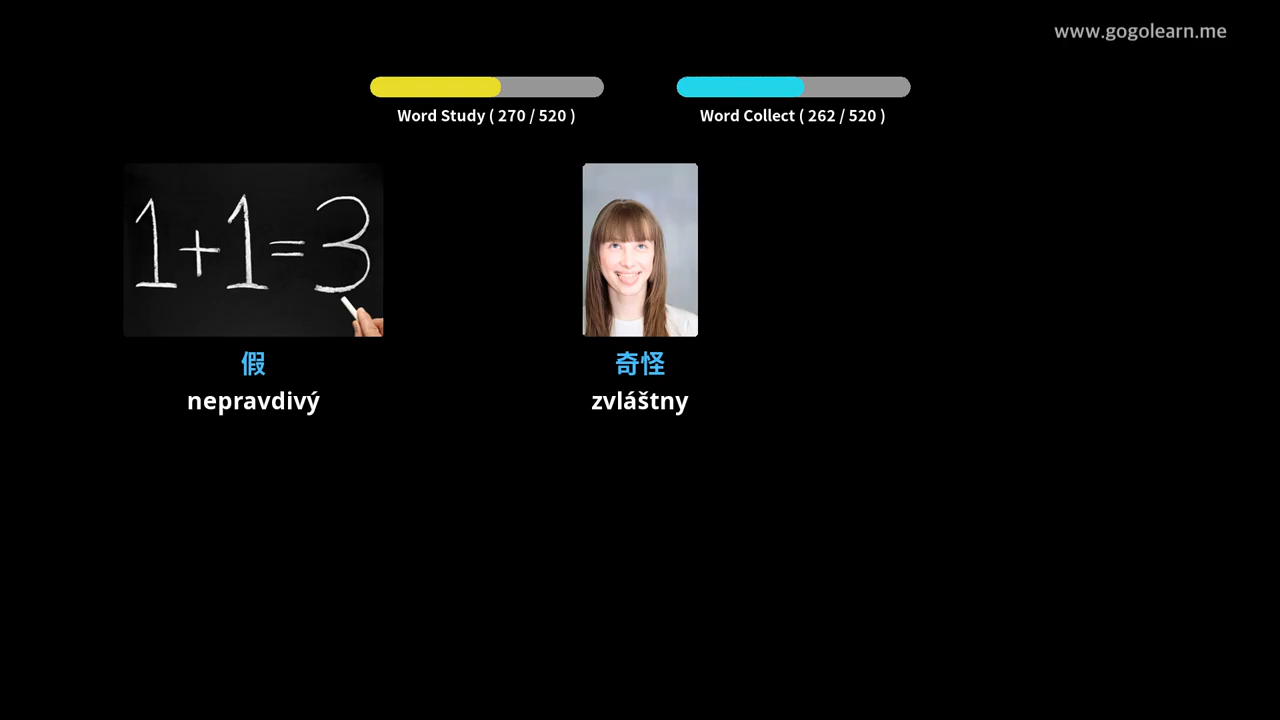 www.gogolearn.me
Word Study ( 270 / 520 )
Word Collect ( 262 / 520 )
1+1=3
假
nepravdivý
奇怪
zvláštny